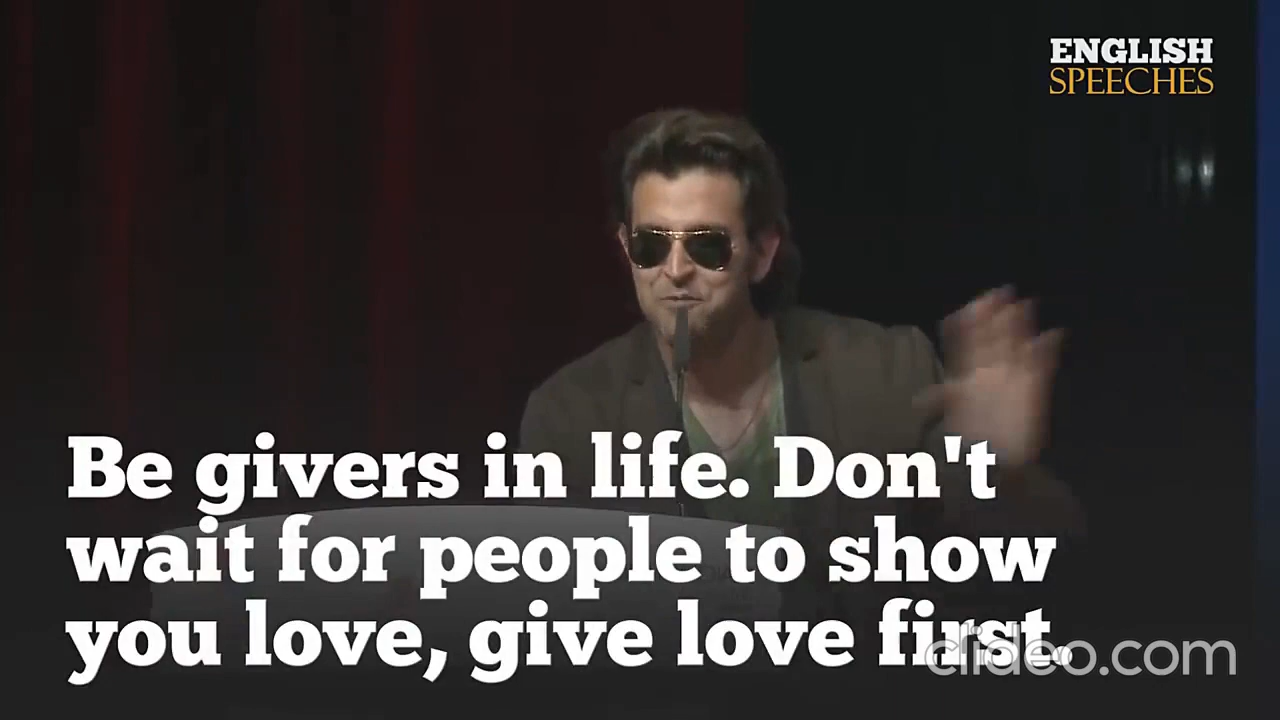 ENGLISH
SPEECHES
Be givers in life. Don't
wait for people to show
you love, give love first.
clideo.com